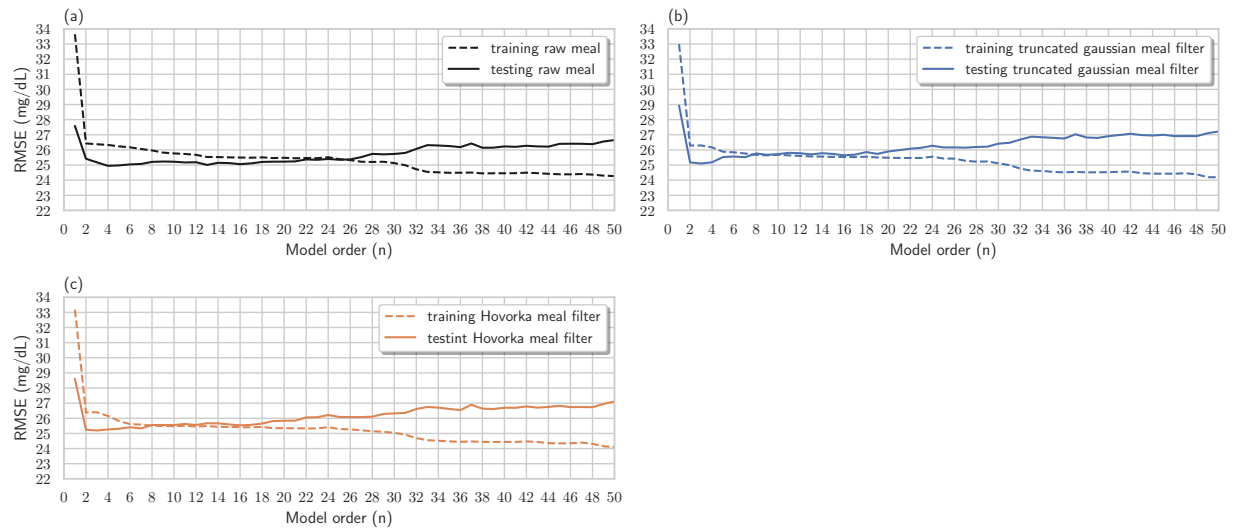 (a)
34
33
32
31
30
29
28
27
26
25
24
23
22
RMSE (mg/dL)
training raw meal
testing raw meal
0 2 4 6 8 10 12 14 16 18 20 22 24 26 28 30 32 34 36 38 40 42 44 46 48 50
Model order (n)
(b)
34
33
32
31
30
29
28
27
26
25
24
23
22
RMSE (mg/dL)
training truncated gaussian meal filter
testing truncated gaussian meal filter
0 2 4 6 8 10 12 14 16 18 20 22 24 26 28 30 32 34 36 38 40 42 44 46 48 50
Model order (n)
(c)
34
33
32
31
30
29
28
27
26
25
24
23
22
RMSE (mg/dL)
training Hovorka meal filter
testint Hovorka meal filter
0 2 4 6 8 10 12 14 16 18 20 22 24 26 28 30 32 34 36 38 40 42 44 46 48 50
Model order (n)